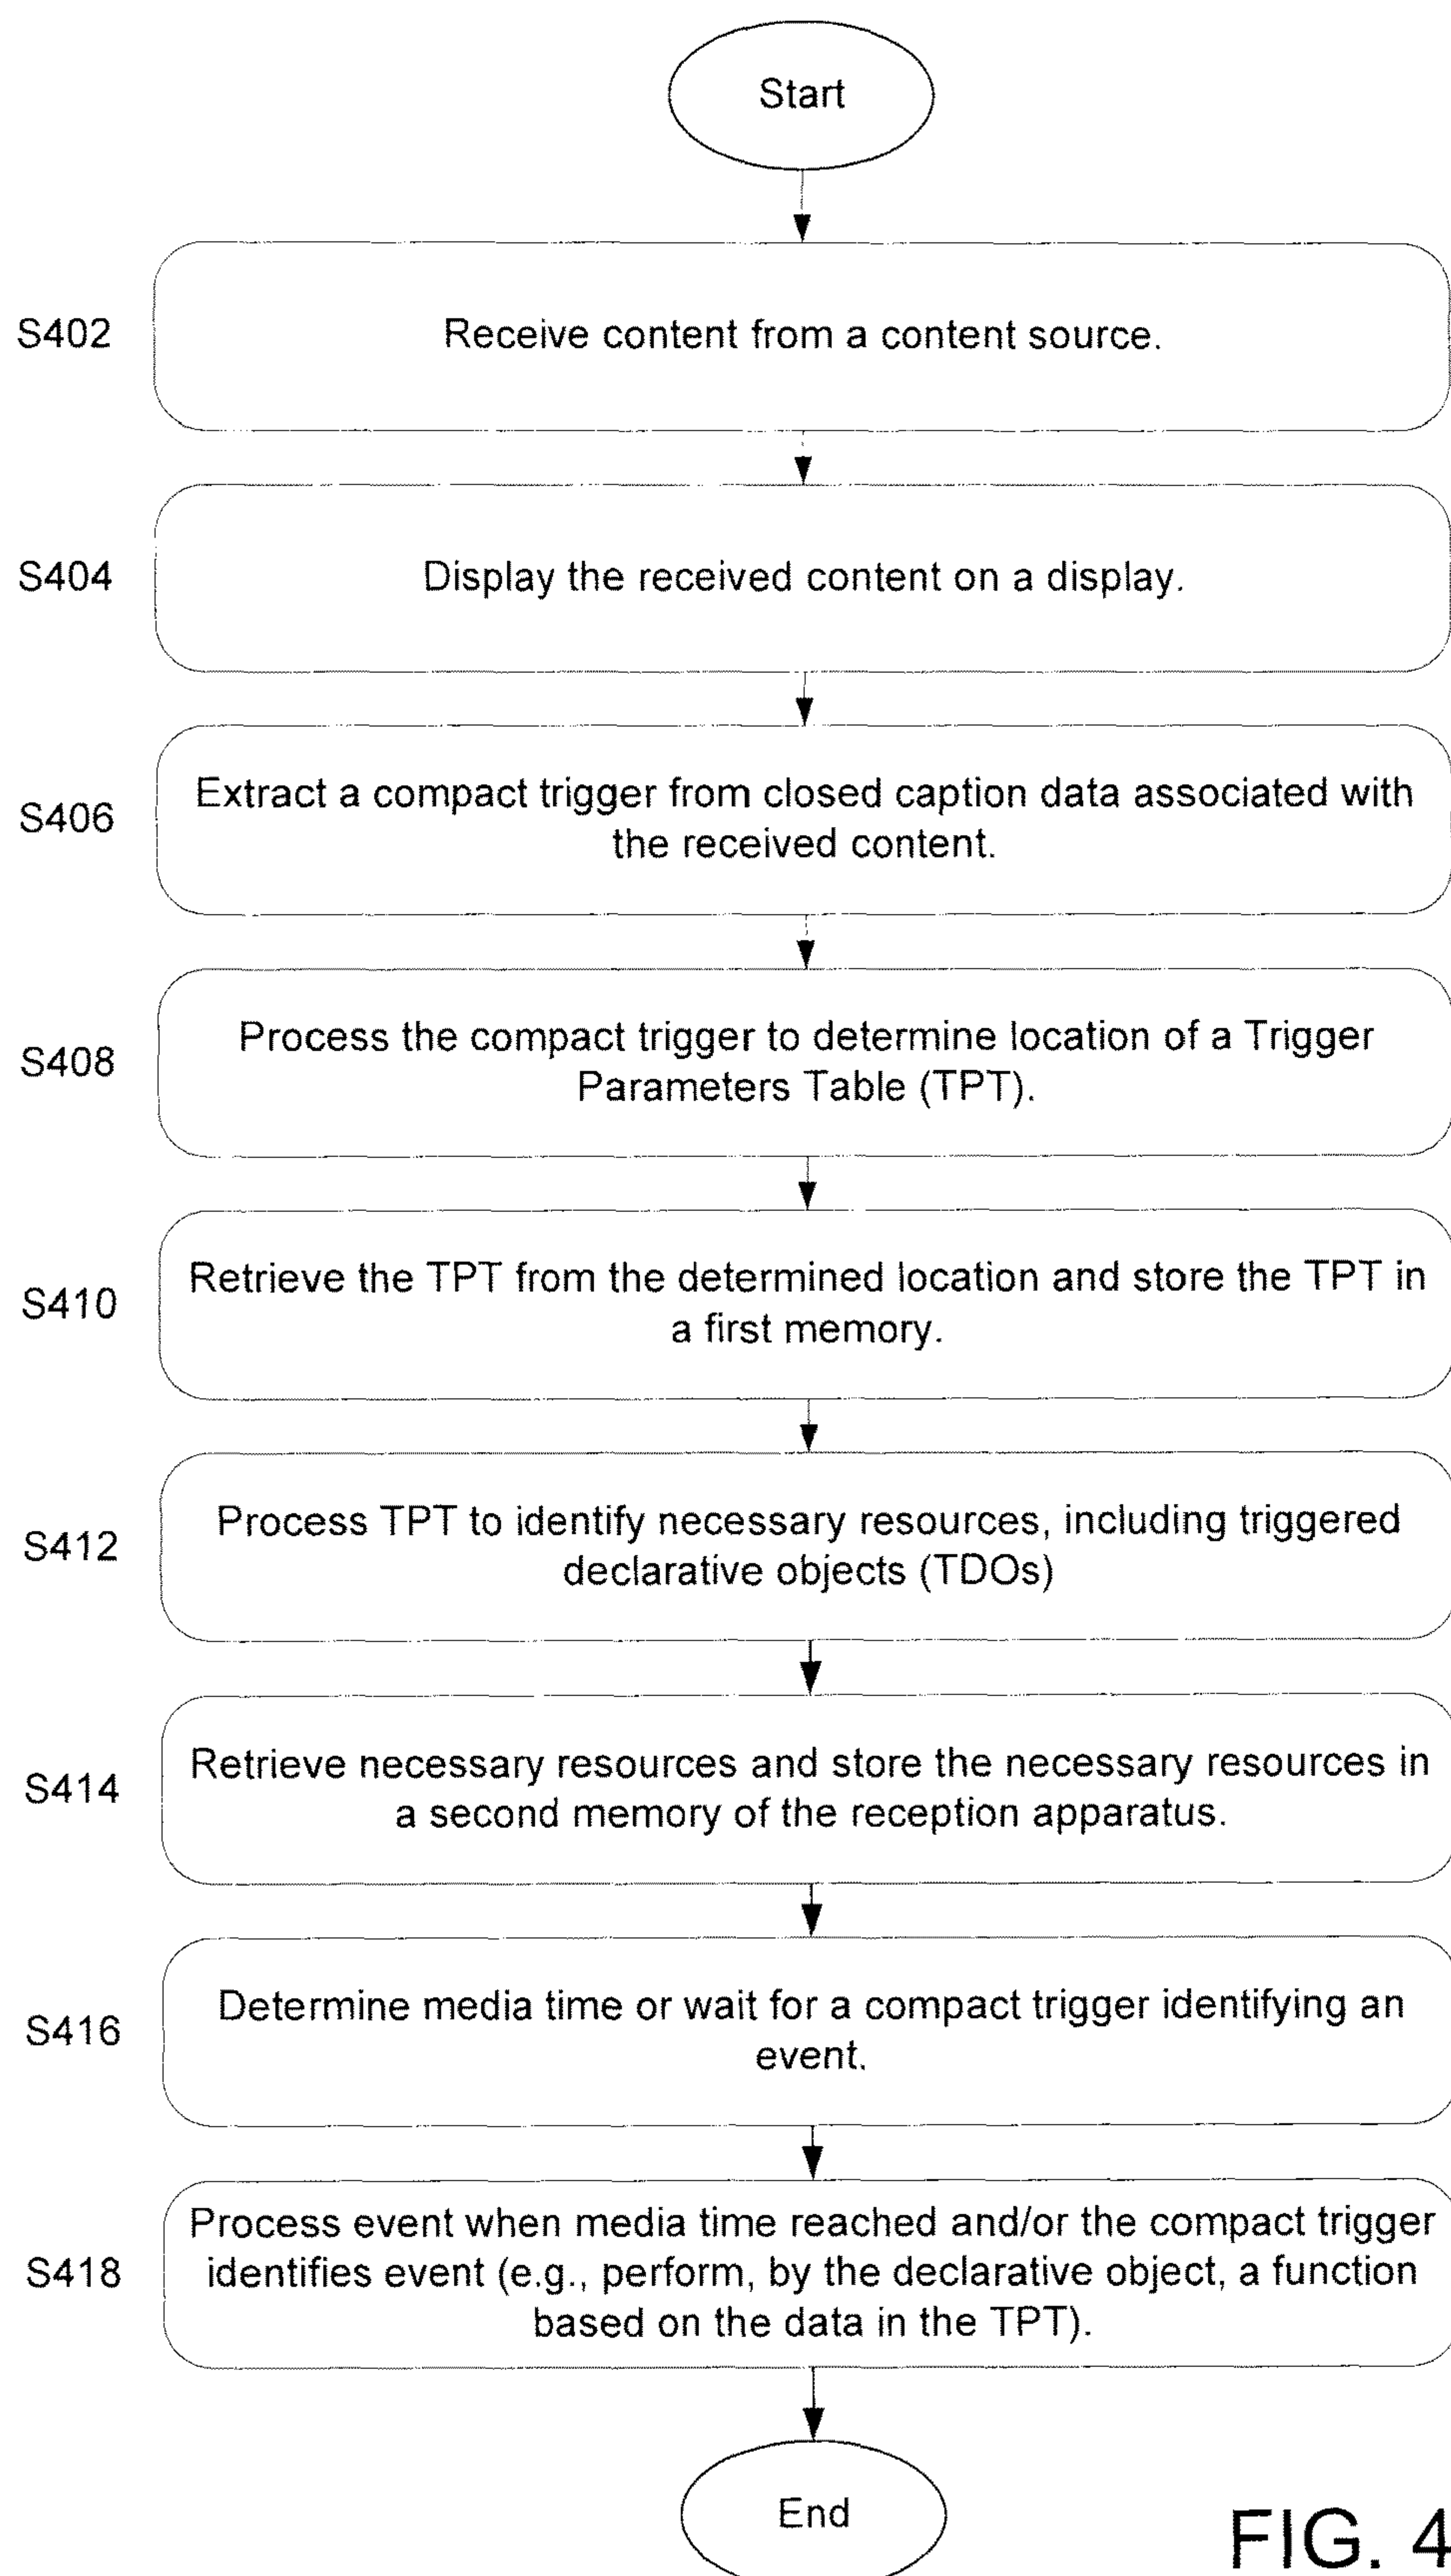 Start
S402
Receive content from a content source.
S404
Display the received content on a display.
S406
Extract a compact trigger from closed caption data associated with
the received content.
S408
Process the compact trigger to determine location of a Trigger
Parameters Table (TPT).
S410
Retrieve the TPT from the determined location and store the TPT in
a first memory.
S412
Process TPT to identify necessary resources, including triggered
declarative objects (TDOs)
S414
Retrieve necessary resources and store the necessary resources in
a second memory of the reception apparatus.
S416
Determine media time or wait for a compact trigger identifying an
event.
S418
Process event when media time reached and/or the compact trigger
identifies event (e.g., perform, by the declarative object, a function
based on the data in the TPT).
End
FIG. 4